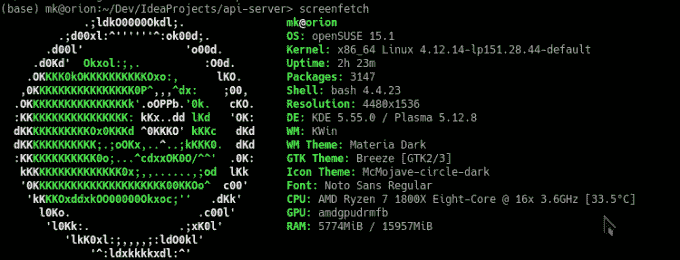 (base) mk@orion:~/Dev/IdeaProjects/api-server> screenfetch
mk@orion
OS: openSUSE 15.1
Kernel: x86_64 Linux 4.12.14-lp151.28.44-default
Uptime: 2h 23m
Packages: 3147
Shell: bash 4.4.23
Resolution: 4480x1536
DE: KDE 5.55.0 / Plasma 5.12.8
WM: KWin
WM Theme: Materia Dark
GTK Theme: Breeze [GTK2/3]
Icon Theme: McMojave-circle-dark
Font: Noto Sans Regular
CPU: AMD Ryzen 7 1800X Eight-Core @ 16x 3.6GHz [33.5°C]
GPU: amdgpudrmfb
RAM: 5774MiB / 15957MiB